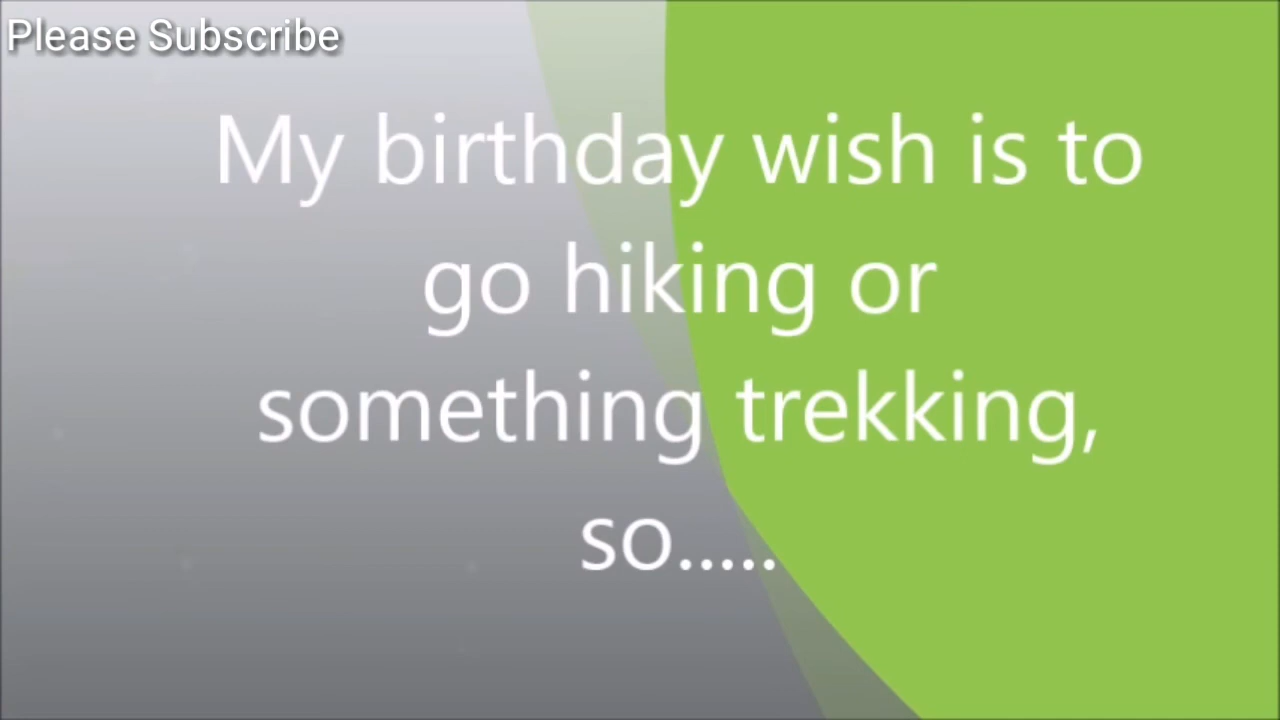 Please Subscribe
My birthday wish is to
go hiking or
something trekking,
so.....